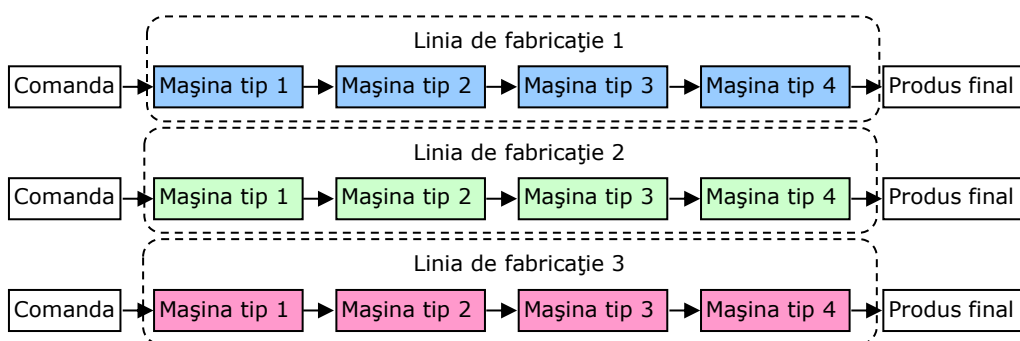 Linia de fabricaţie 1
Comanda Maşina tip 1 Maşina tip 2 Maşina tip 3 Maşina tip 4 Produs final
Linia de fabricaţie 2
Comanda Maşina tip 1 Maşina tip 2 Maşina tip 3 Maşina tip 4 Produs final
Linia de fabricaţie 3
Comanda Maşina tip 1 Maşina tip 2 Maşina tip 3 Maşina tip 4 Produs final